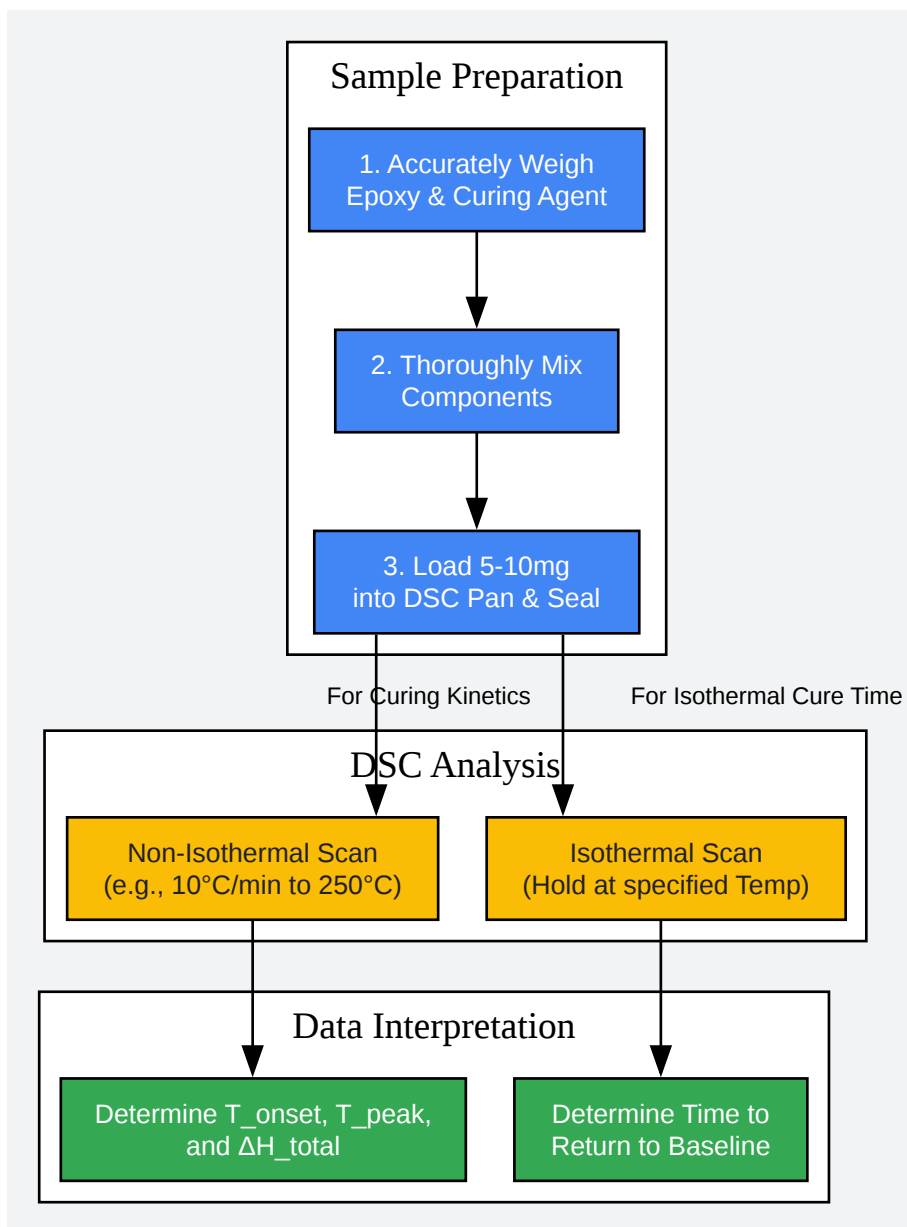 Sample Preparation
1. Accurately Weigh
Epoxy & Curing Agent
2. Thoroughly Mix
Components
3. Load 5-10mg
into DSC Pan & Seal
For Curing Kinetics
For Isothermal Cure Time
DSC Analysis
Non-Isothermal Scan
(e.g., 10°C/min to 250°C)
Isothermal Scan
(Hold at specified Temp)
Data Interpretation
Determine T_onset, T_peak,
and ΔH_total
Determine Time to
Return to Baseline